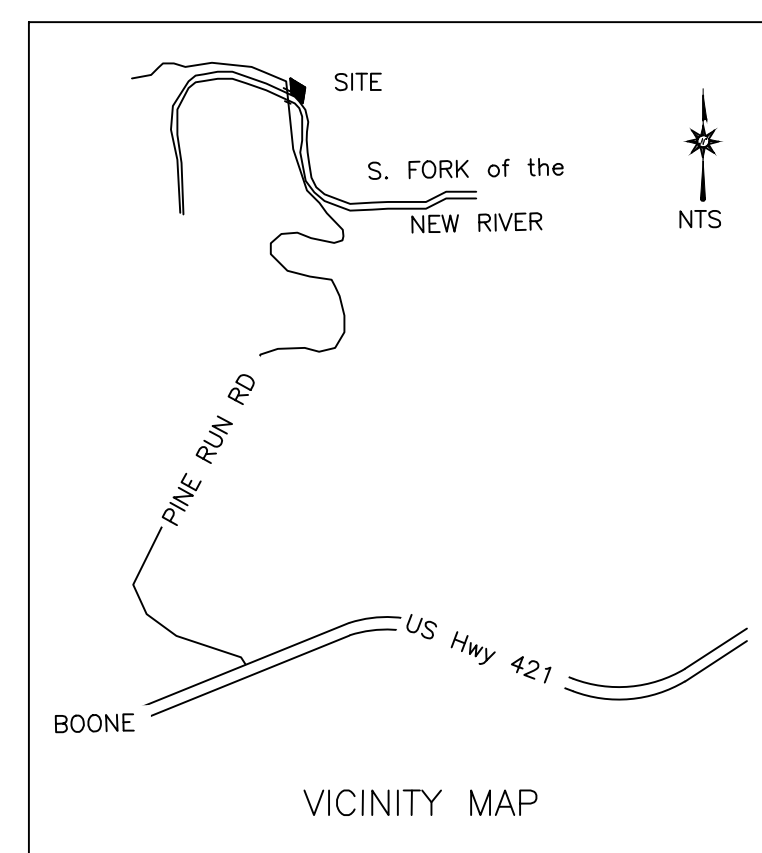 SITE
S. FORK of the
NEW RIVER
N
NTS
PINE RUN RD
US Hwy 421
BOONE
VICINITY MAP